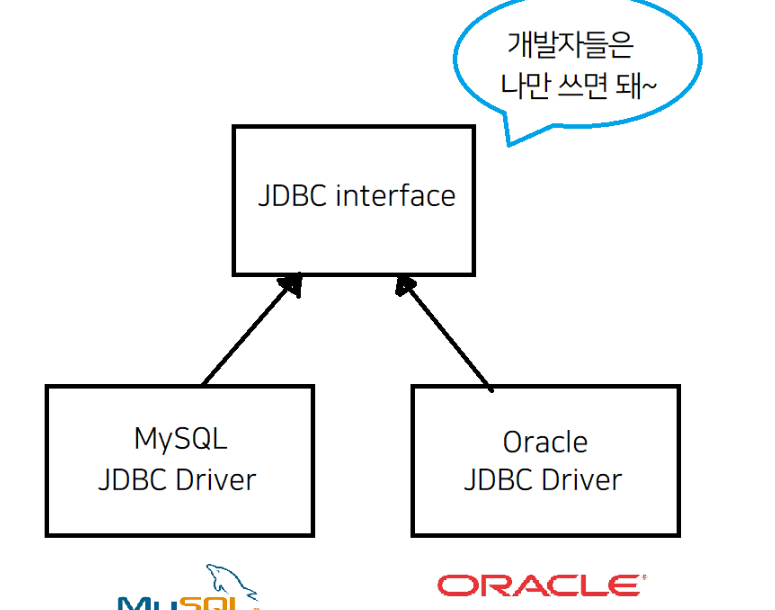 개발자들은
나만 쓰면 돼~
JDBC interface
MySQL
JDBC Driver
Oracle
JDBC Driver
MySQL
ORACLE